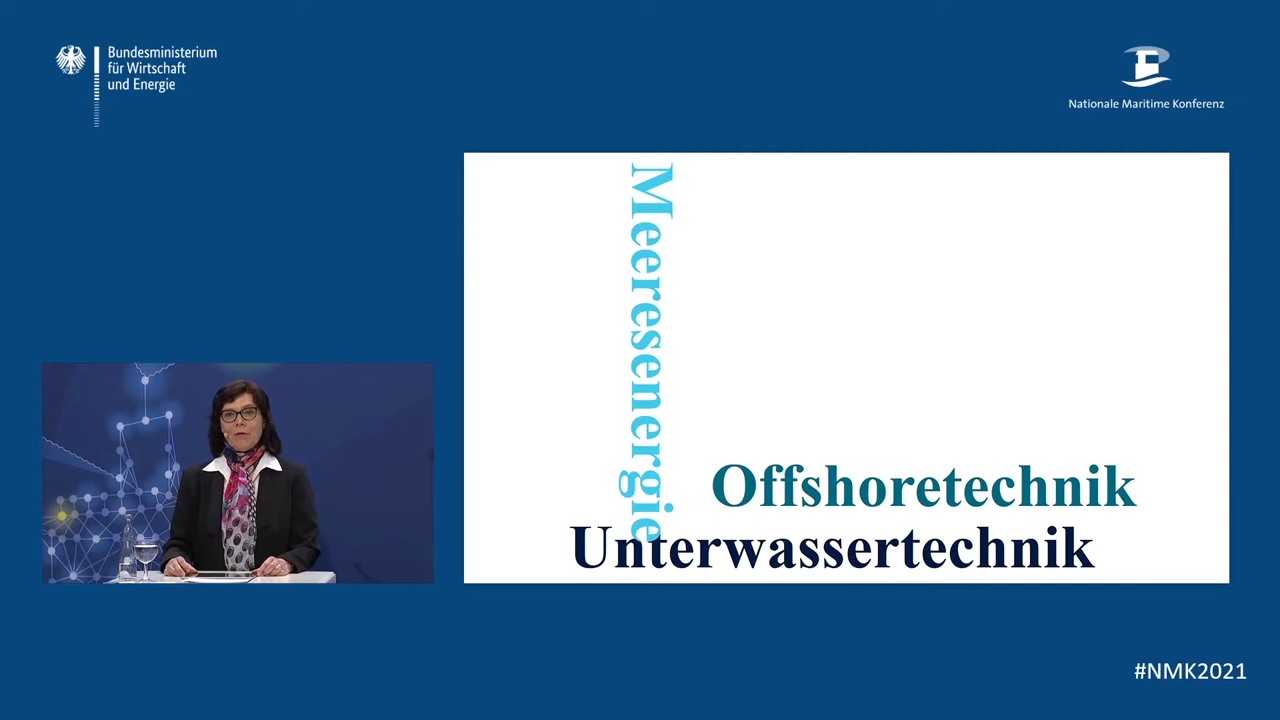 Bundesministerium
für Wirtschaft
und Energie
Nationale Maritime Konferenz
Meeresenergie
Offshoretechnik
Unterwassertechnik
#NMK2021